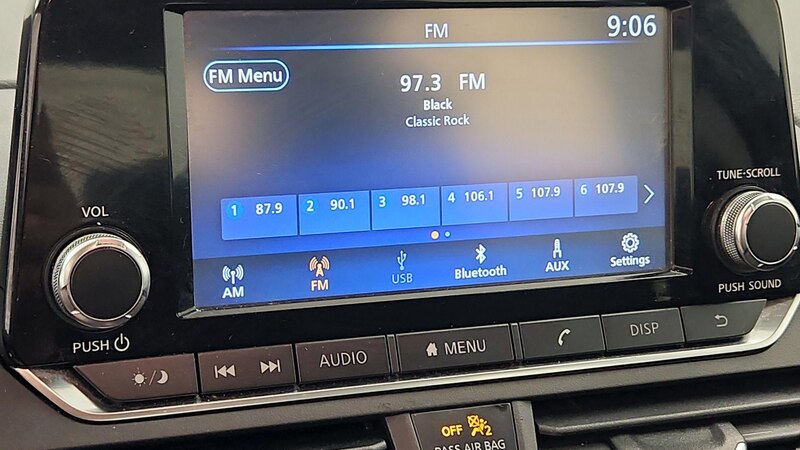 FM 9:06
FM Menu
97.3 FM
Black
Classic Rock
TUNE·SCROLL
VOL
1 87.9 2 90.1 3 98.1 4 106.1 5 107.9 6 107.9
AM FM USB Bluetooth AUX Settings
PUSH SOUND
PUSH
AUDIO MENU DISP
OFF 2
PASS AIR BAG